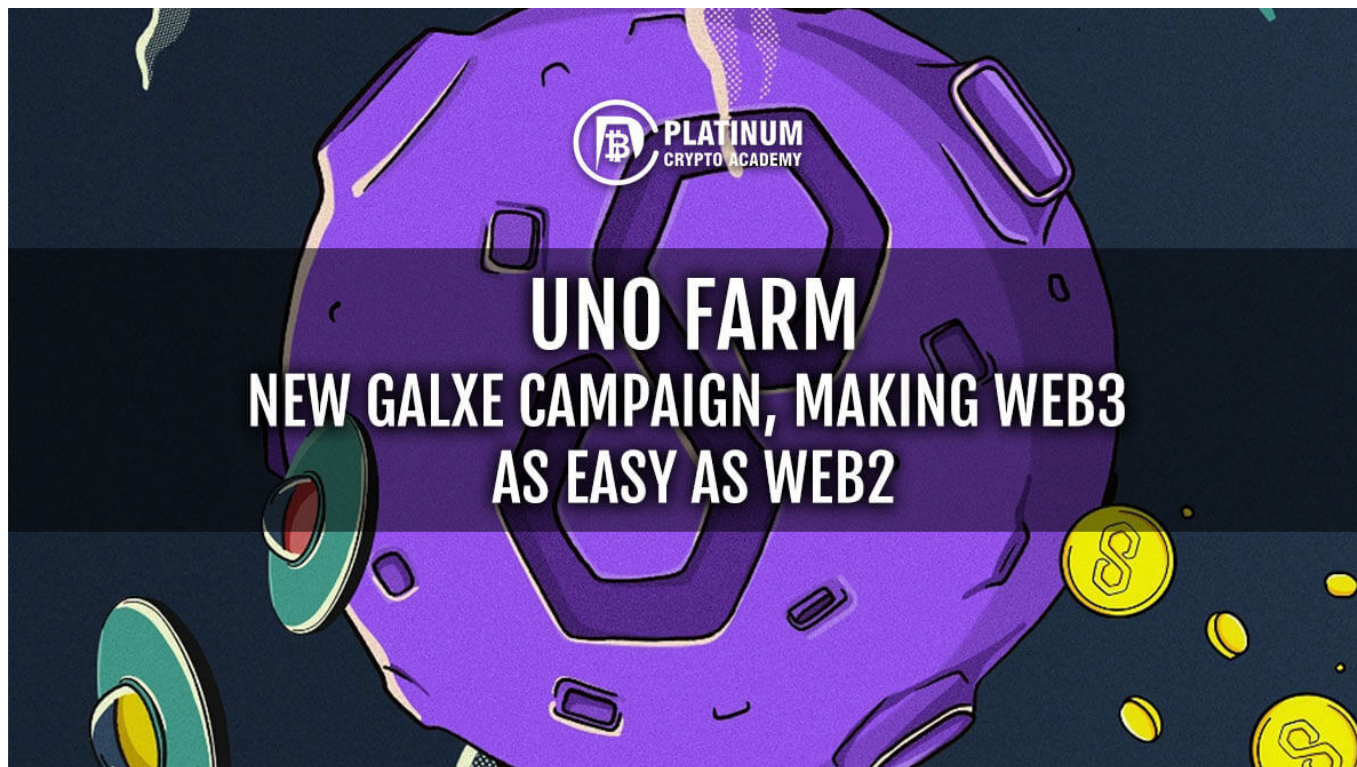 PLATINUM
CRYPTO ACADEMY
UNO FARM
NEW GALXE CAMPAIGN, MAKING WEB3
AS EASY AS WEB2